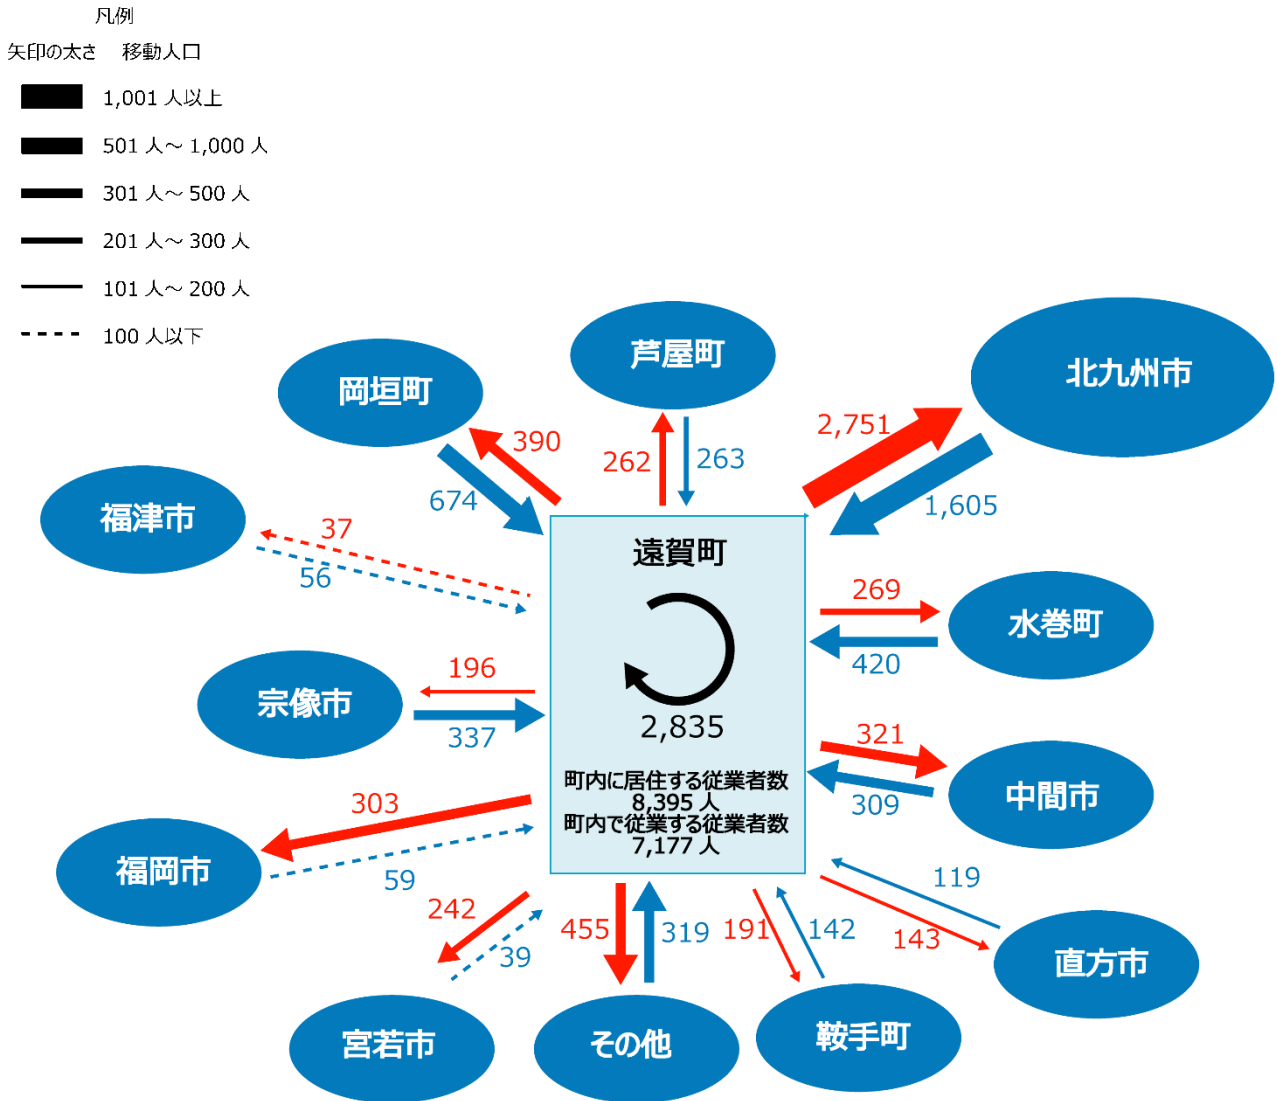 凡例
矢印の太さ 移動人口
1,001 人以上
501 人～ 1,000 人
301 人～ 500 人
201 人～ 300 人
101 人～ 200 人
100 人以下
芦屋町
北九州市
岡垣町
390
2,751
262
263
674
1,605
福津市
37
56
遠賀町
269
水巻町
420
196
宗像市
337
2,835
321
中間市
309
町内に居住する従業者数
8,395 人
町内で従業する従業者数
7,177 人
303
福岡市
59
119
143
直方市
242
39
455
319
191
142
宮若市
その他
鞍手町